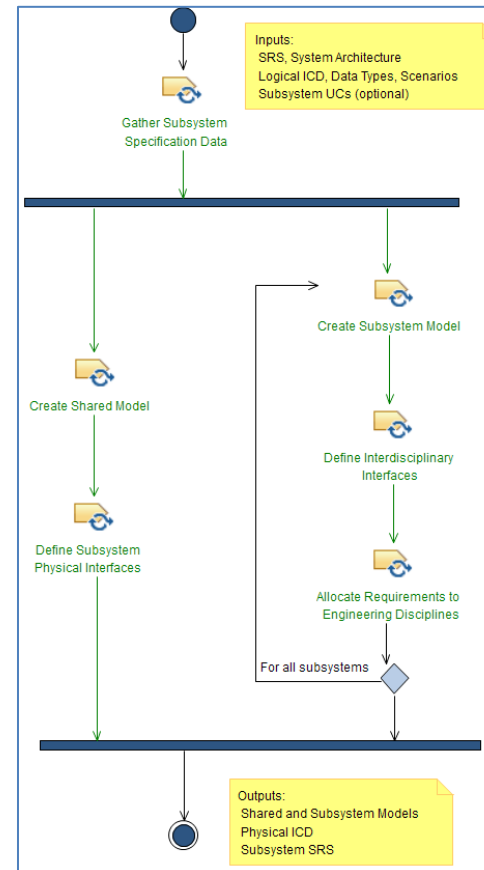 Inputs:
SRS, System Architecture
Logical ICD, Data Types, Scenarios
Subsystem UCs (optional)
Gather Subsystem
Specification Data
Create Subsystem Model
Create Shared Model
Define Interdisciplinary
Interfaces
Define Subsystem
Physical Interfaces
Allocate Requirements to
Engineering Disciplines
For all subsystems
Outputs:
Shared and Subsystem Models
Physical ICD
Subsystem SRS